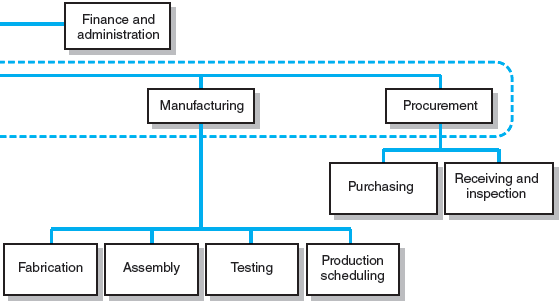 Finance and
administration
Manufacturing
Procurement
Purchasing
Receiving and
inspection
Fabrication
Assembly
Testing
Production
scheduling